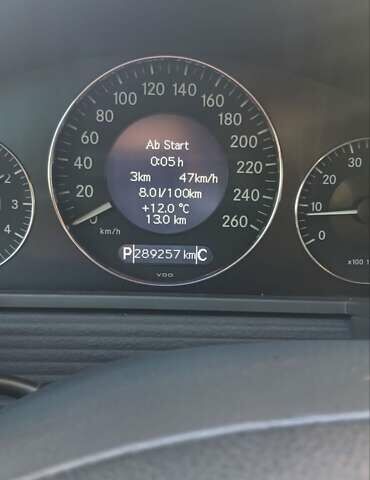 120 140
100 160
80 180
60 200
40 220
20 240
0 260
km/h
Ab Start
0:05 h
3km 47km/h
8.0l/100km
+12.0 °C
13.0 km
P 289257 km C
VDO
2
3
4
30
20
10
0
x100 1